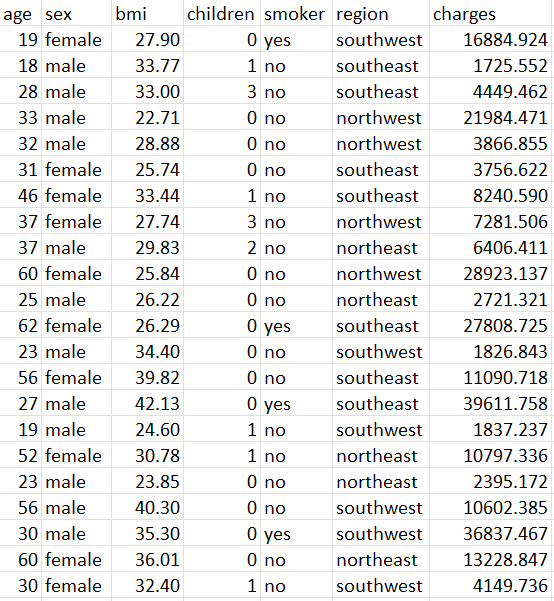 age sex bmi children smoker region charges
19 female 27.90 0 yes southwest 16884.924
18 male 33.77 1 no southeast 1725.552
28 male 33.00 3 no southeast 4449.462
33 male 22.71 0 no northwest 21984.471
32 male 28.88 0 no northwest 3866.855
31 female 25.74 0 no southeast 3756.622
46 female 33.44 1 no southeast 8240.590
37 female 27.74 3 no northwest 7281.506
37 male 29.83 2 no northeast 6406.411
60 female 25.84 0 no northwest 28923.137
25 male 26.22 0 no northeast 2721.321
62 female 26.29 0 yes southeast 27808.725
23 male 34.40 0 no southwest 1826.843
56 female 39.82 0 no southeast 11090.718
27 male 42.13 0 yes southeast 39611.758
19 male 24.60 1 no southwest 1837.237
52 female 30.78 1 no northeast 10797.336
23 male 23.85 0 no northeast 2395.172
56 male 40.30 0 no southwest 10602.385
30 male 35.30 0 yes southwest 36837.467
60 female 36.01 0 no northeast 13228.847
30 female 32.40 1 no southwest 4149.736